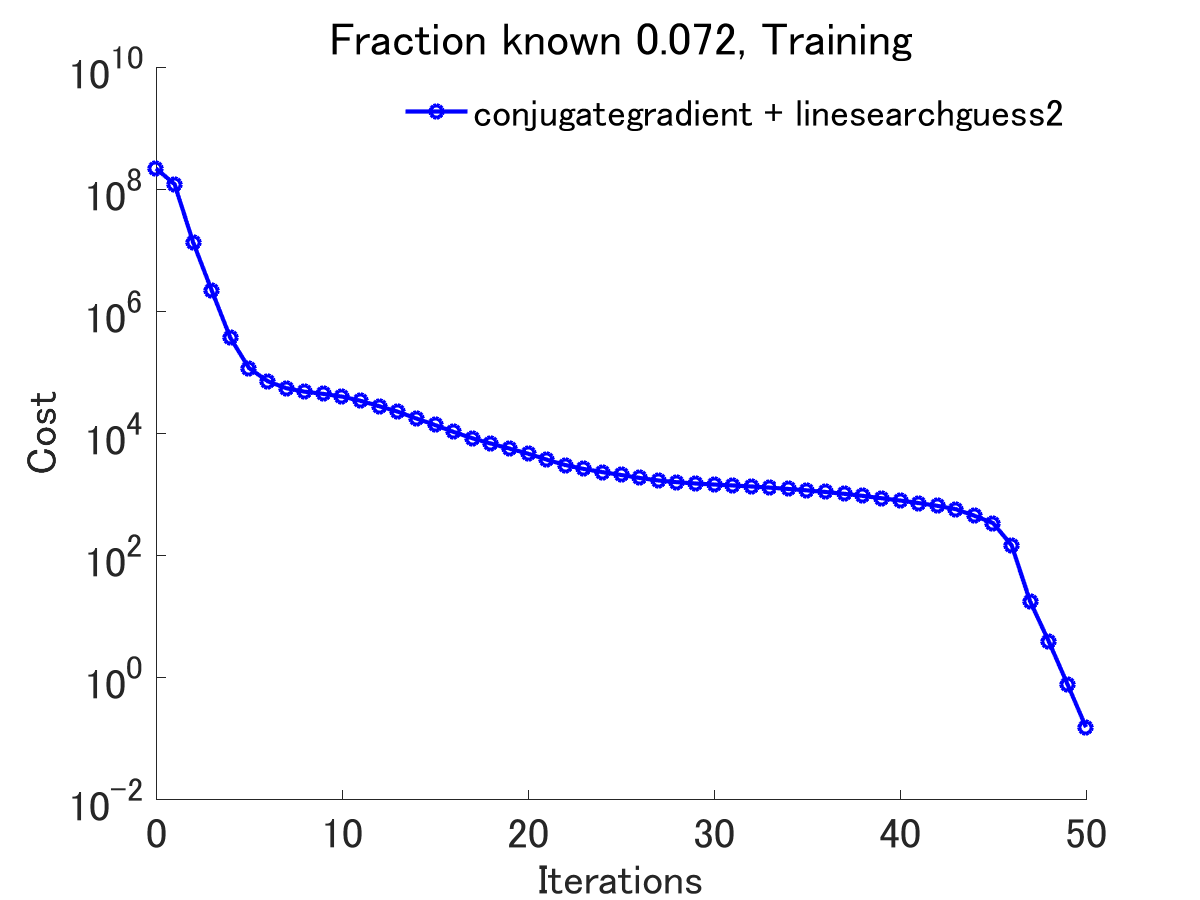 Fraction known 0.072, Training
conjugategradient + linesearchguess2
10^10
10^8
10^6
10^4
10^2
10^0
10^−2
Cost
0 10 20 30 40 50
Iterations